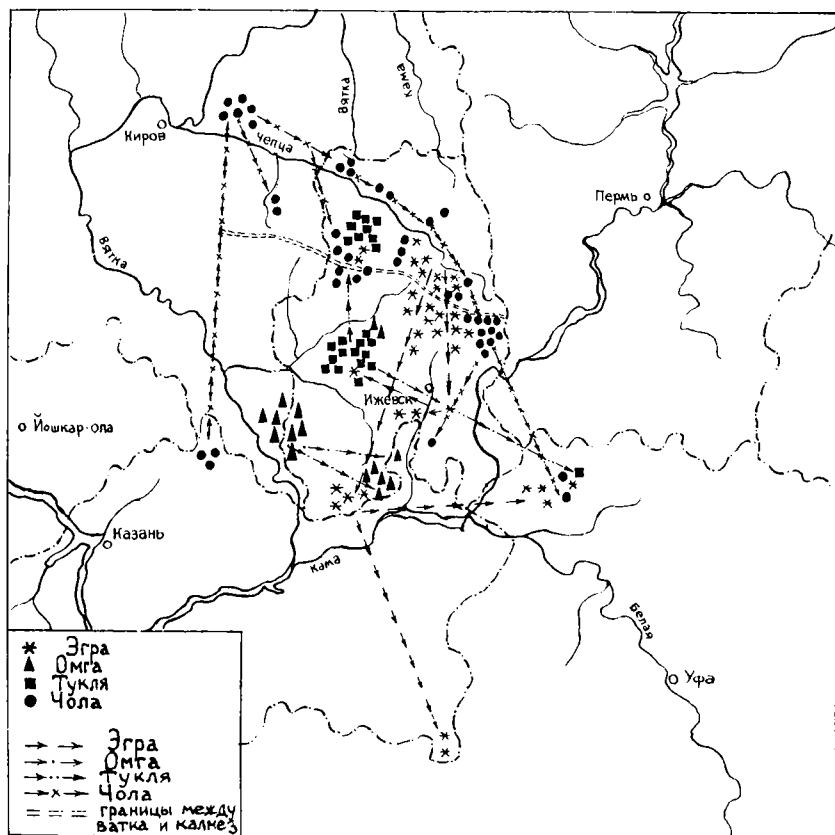 Вятка
Кама
Киров
Чепца
Пермь
Вятка
Ижевск
Йошкар-Ола
Казань
Кама
Белая
Уфа
Эгра
Омга
Тукля
Чола
Эгра
Омга
Тукля
Чола
границы между
ватка и калмез